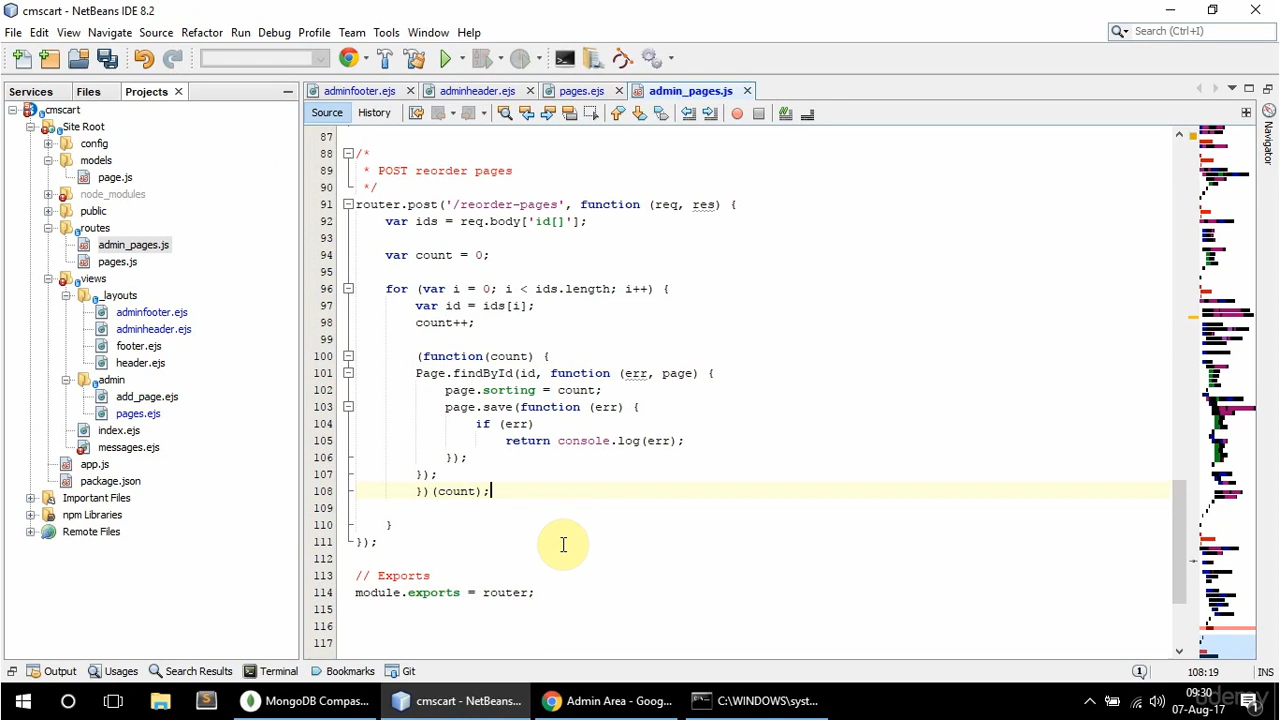 cmscart - NetBeans IDE 8.2
File Edit View Navigate Source Refactor Run Debug Profile Team Tools Window Help
Search (Ctrl+I)
Services Files Projects
adminfooter.ejs adminheader.ejs pages.ejs admin_pages.js
Source History
Navigator
cmscart
Site Root
config
models
page.js
node_modules
public
routes
admin_pages.js
pages.js
views
_layouts
adminfooter.ejs
adminheader.ejs
footer.ejs
header.ejs
admin
add_page.ejs
pages.ejs
index.ejs
messages.ejs
app.js
package.json
Important Files
npm Libraries
Remote Files
87
88 /*
89 * POST reorder pages
90 */
91 router.post('/reorder-pages', function (req, res) {
92 var ids = req.body['id[]'];
93
94 var count = 0;
95
96 for (var i = 0; i < ids.length; i++) {
97 var id = ids[i];
98 count++;
99
100 (function(count) {
101 Page.findById(id, function (err, page) {
102 page.sorting = count;
103 page.save(function (err) {
104 if (err)
105 return console.log(err);
106 });
107 });
108 })(count);
109
110 }
111 });
112
113 // Exports
114 module.exports = router;
115
116
117
Output Usages Search Results Terminal Bookmarks Git
1 108:19 INS
MongoDB Compas... cmscart - NetBeans I... Admin Area - Goog... C:\WINDOWS\syst...
09:30
07-Aug-17
udemy